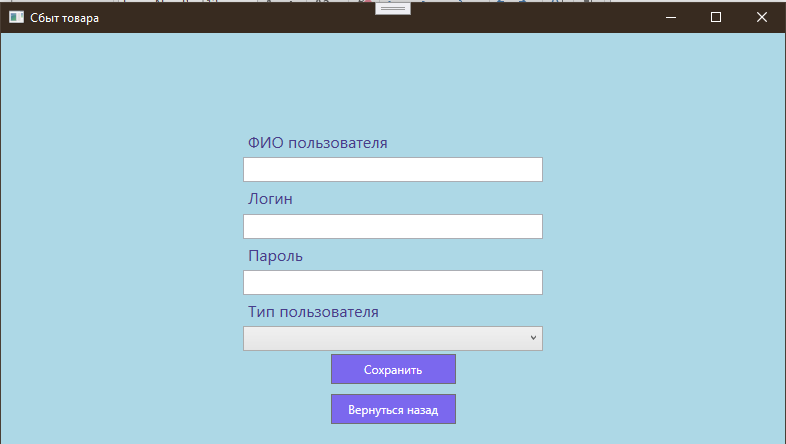 Сбыт товара
ФИО пользователя
Логин
Пароль
Тип пользователя
Сохранить
Вернуться назад